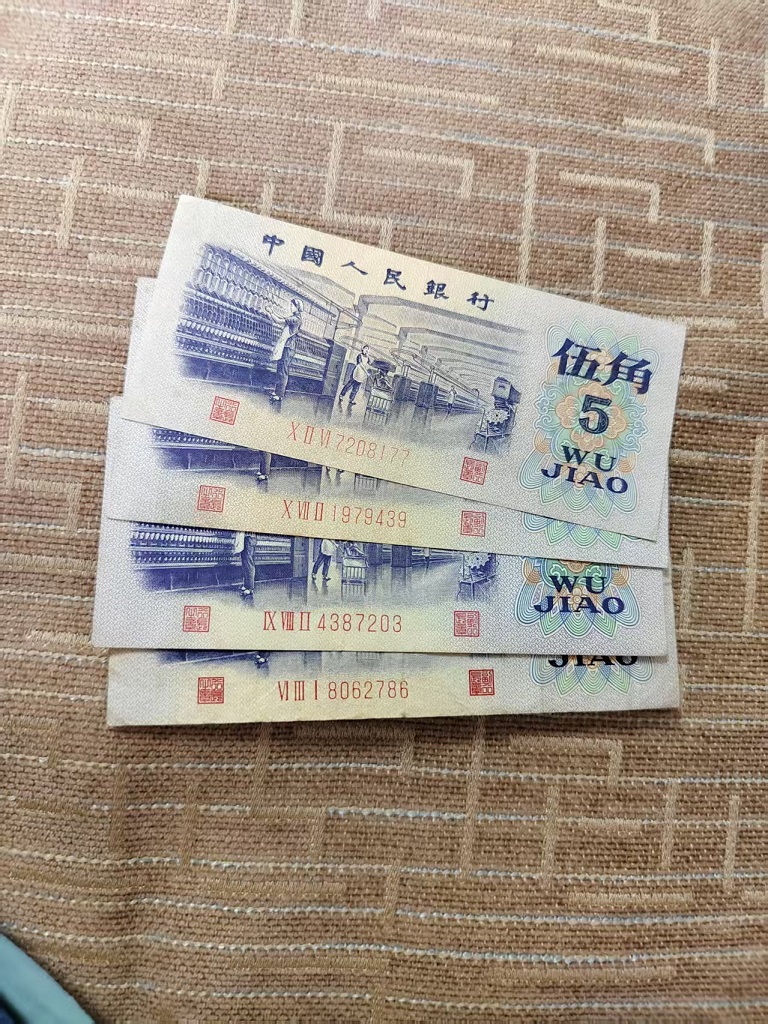 中國人民銀行
伍角
5
WU
JIAO
X II VI 7208177
X VII II 1979439
WU
JIAO
IX VIII II 4387203
JIAO
VI III I 8062786